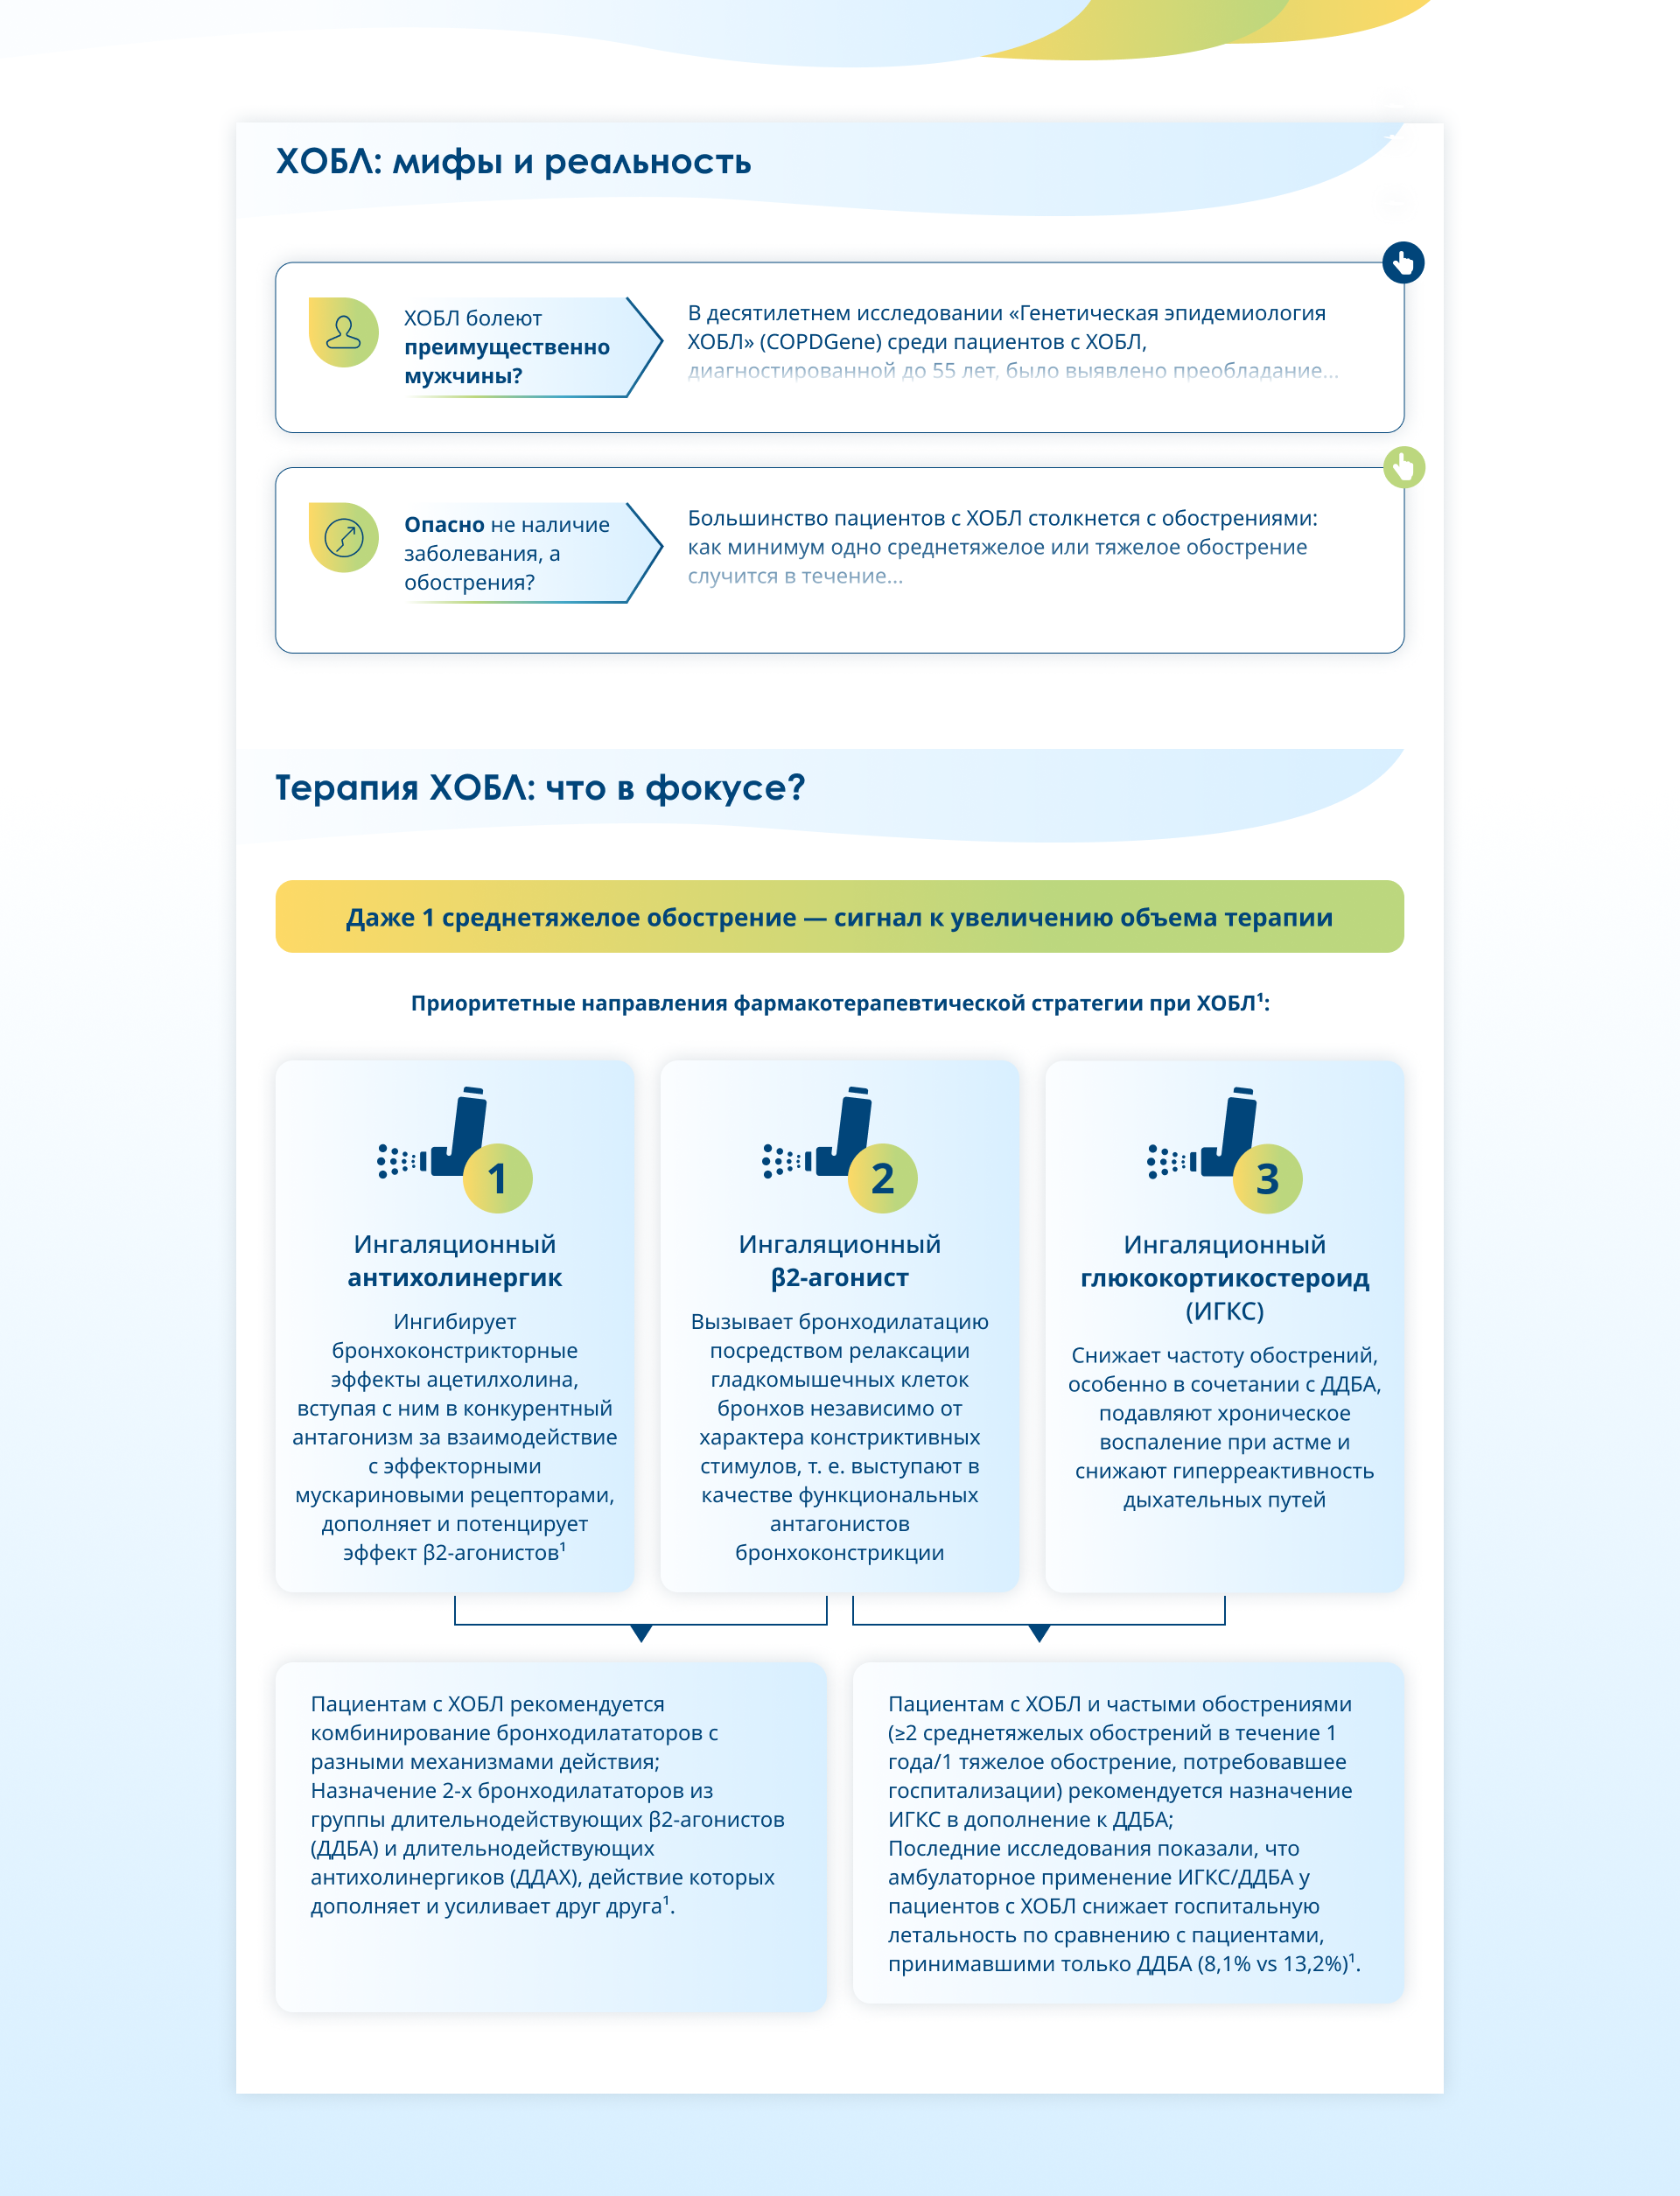 ХОБЛ: мифы и реальность
ХОБЛ болеют
преимущественно
мужчины?
В десятилетнем исследовании «Генетическая эпидемиология
ХОБЛ» (COPDGene) среди пациентов с ХОБЛ,
диагностированной до 55 лет, было выявлено преобладание...
Опасно не наличие
заболевания, а
обострения?
Большинство пациентов с ХОБЛ столкнется с обострениями:
как минимум одно среднетяжелое или тяжелое обострение
случится в течение...
Терапия ХОБЛ: что в фокусе?
Даже 1 среднетяжелое обострение — сигнал к увеличению объема терапии
Приоритетные направления фармакотерапевтической стратегии при ХОБЛ¹:
1
Ингаляционный
антихолинергик
Ингибирует
бронхоконстрикторные
эффекты ацетилхолина,
вступая с ним в конкурентный
антагонизм за взаимодействие
с эффекторными
мускариновыми рецепторами,
дополняет и потенцирует
эффект β2-агонистов¹
2
Ингаляционный
β2-агонист
Вызывает бронходилатацию
посредством релаксации
гладкомышечных клеток
бронхов независимо от
характера констриктивных
стимулов, т. е. выступают в
качестве функциональных
антагонистов
бронхоконстрикции
3
Ингаляционный
глюкокортикостероид
(ИГКС)
Снижает частоту обострений,
особенно в сочетании с ДДБА,
подавляют хроническое
воспаление при астме и
снижают гиперреактивность
дыхательных путей
Пациентам с ХОБЛ рекомендуется
комбинирование бронходилататоров с
разными механизмами действия;
Назначение 2-х бронходилататоров из
группы длительнодействующих β2-агонистов
(ДДБА) и длительнодействующих
антихолинергиков (ДДАХ), действие которых
дополняет и усиливает друг друга¹.
Пациентам с ХОБЛ и частыми обострениями
(≥2 среднетяжелых обострений в течение 1
года/1 тяжелое обострение, потребовавшее
госпитализации) рекомендуется назначение
ИГКС в дополнение к ДДБА;
Последние исследования показали, что
амбулаторное применение ИГКС/ДДБА у
пациентов с ХОБЛ снижает госпитальную
летальность по сравнению с пациентами,
принимавшими только ДДБА (8,1% vs 13,2%)¹.